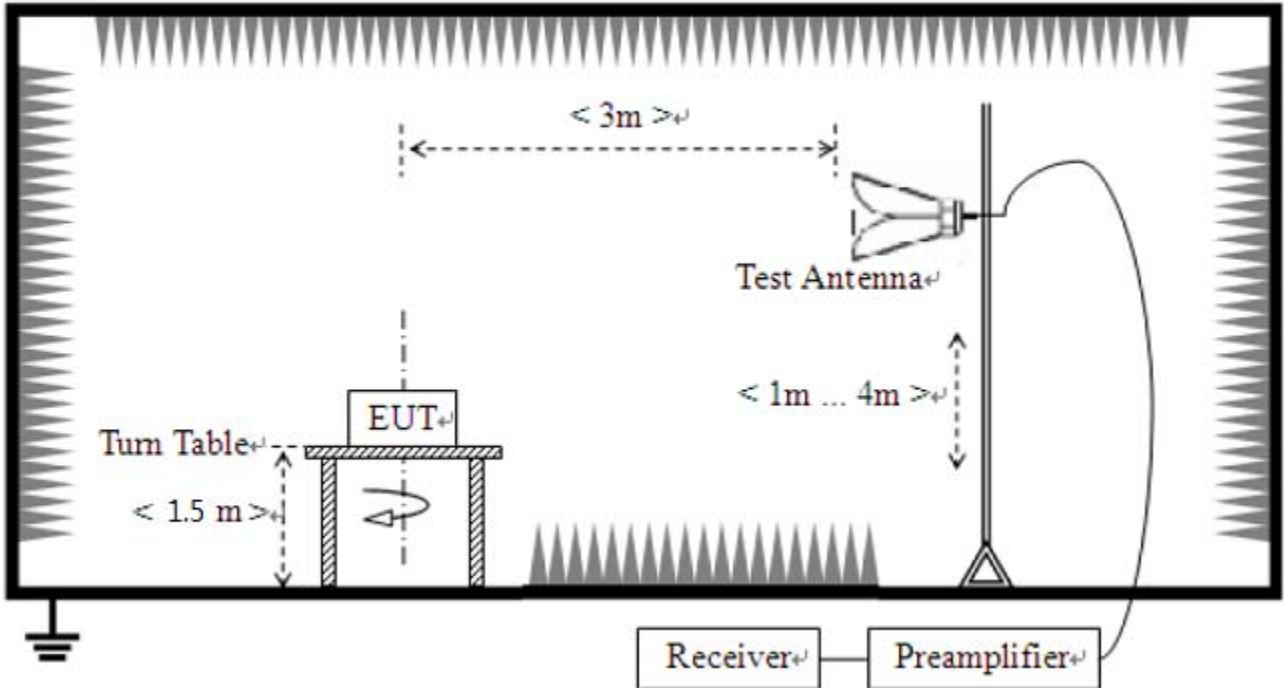 < 3m >↵
Test Antenna↵
< 1m ... 4m >↵
EUT↵
Turn Table↵
< 1.5 m >↵
Receiver↵
Preamplifier↵